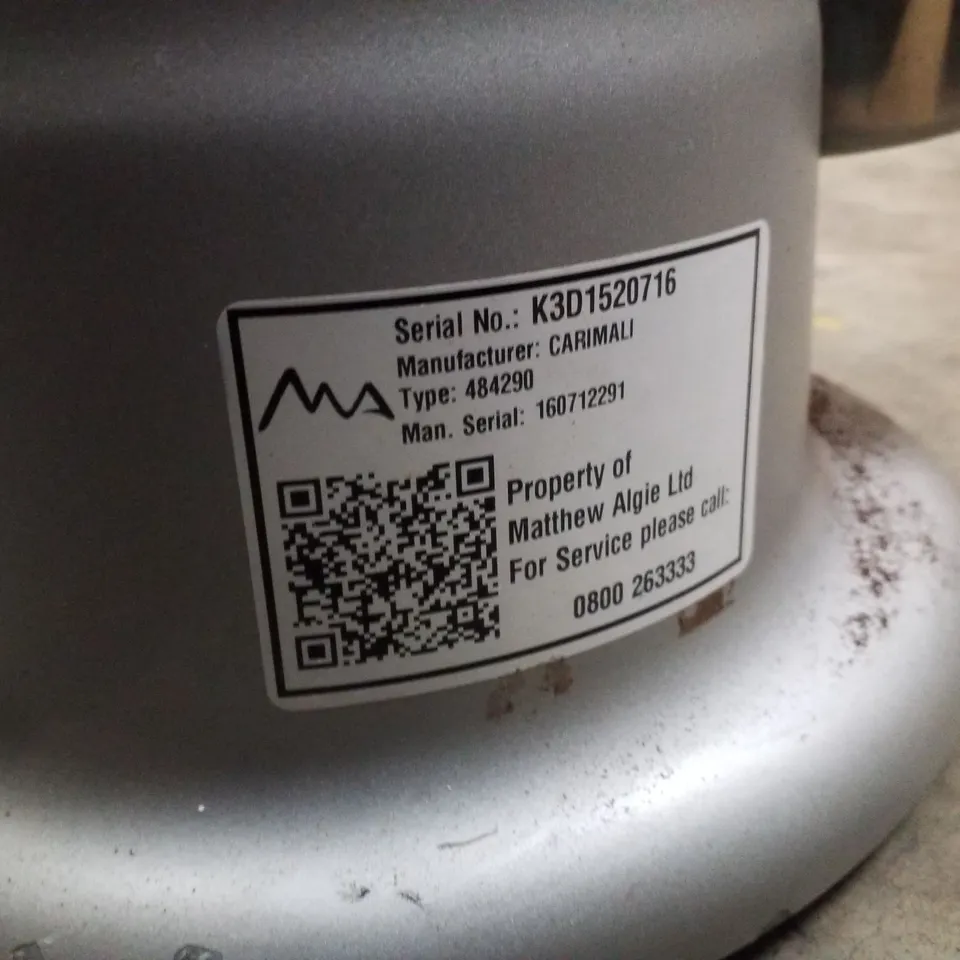 Serial No.: K3D1520716
Manufacturer: CARIMALI
Type: 484290
Man. Serial: 160712291
MA
Property of
Matthew Algie Ltd
For Service please call:
0800 263333